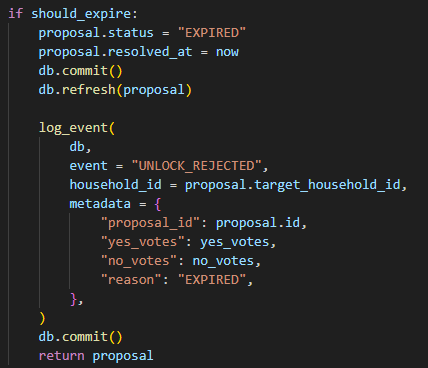 if should_expire:
    proposal.status = "EXPIRED"
    proposal.resolved_at = now
    db.commit()
    db.refresh(proposal)

    log_event(
        db,
        event = "UNLOCK_REJECTED",
        household_id = proposal.target_household_id,
        metadata = {
            "proposal_id": proposal.id,
            "yes_votes": yes_votes,
            "no_votes": no_votes,
            "reason": "EXPIRED",
        },
    )
    db.commit()
    return proposal